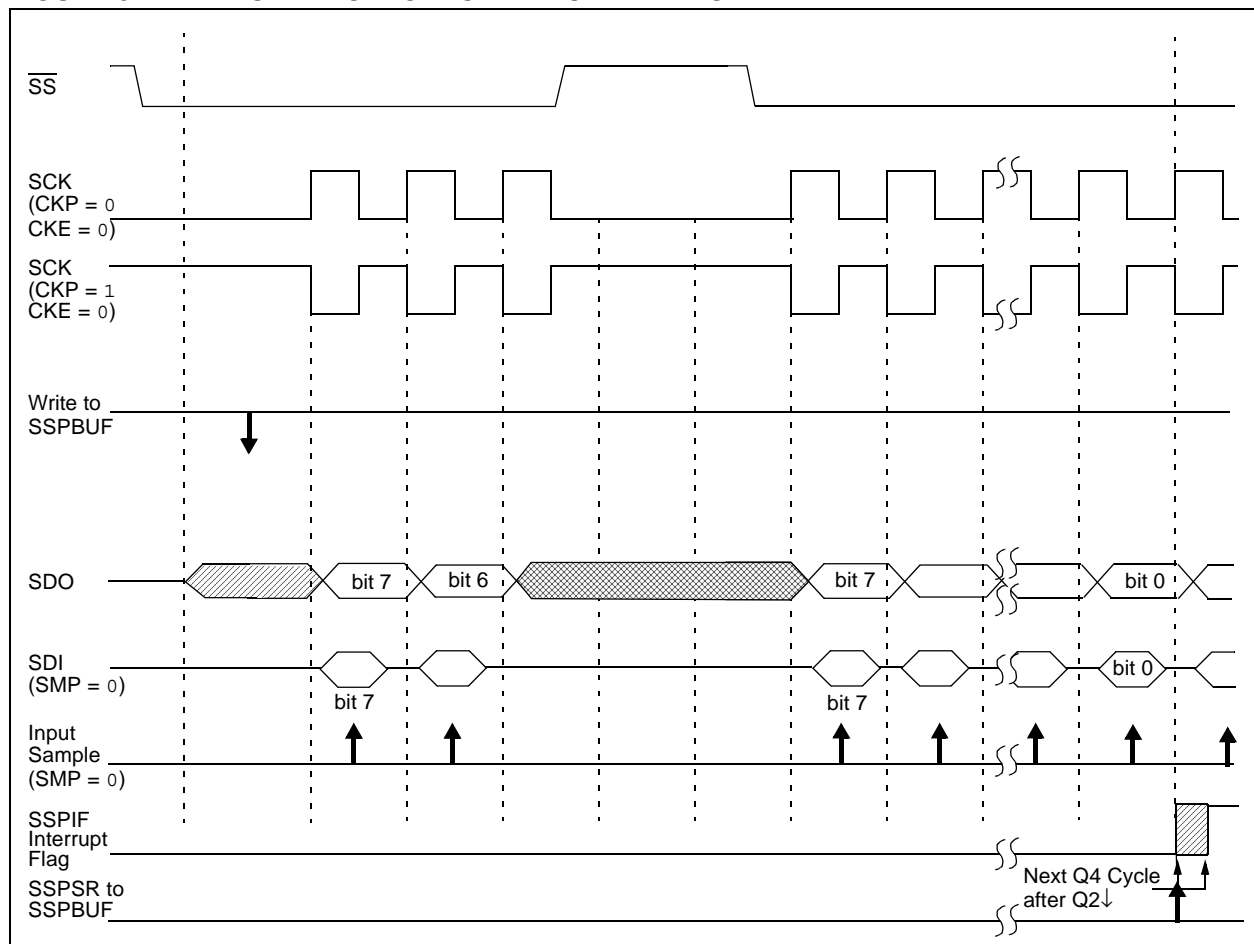 SS
SCK
(CKP = 0
CKE = 0)
SCK
(CKP = 1
CKE = 0)
Write to
SSPBUF
SDO
bit 7
bit 6
bit 7
bit 0
SDI
(SMP = 0)
bit 7
bit 7
bit 0
Input
Sample
(SMP = 0)
SSPIF
Interrupt
Flag
Next Q4 Cycle
after Q2↓
SSPSR to
SSPBUF